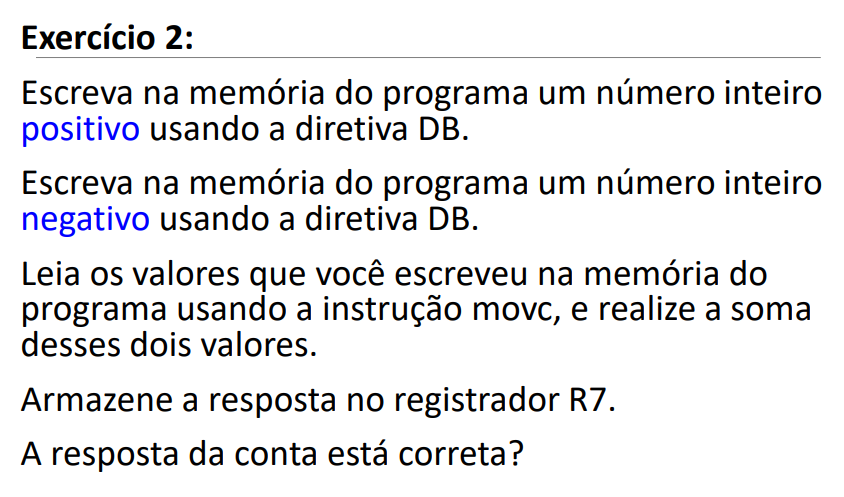 Exercício 2:
Escreva na memória do programa um número inteiro
positivo usando a diretiva DB.
Escreva na memória do programa um número inteiro
negativo usando a diretiva DB.
Leia os valores que você escreveu na memória do
programa usando a instrução movc, e realize a soma
desses dois valores.
Armazene a resposta no registrador R7.
A resposta da conta está correta?